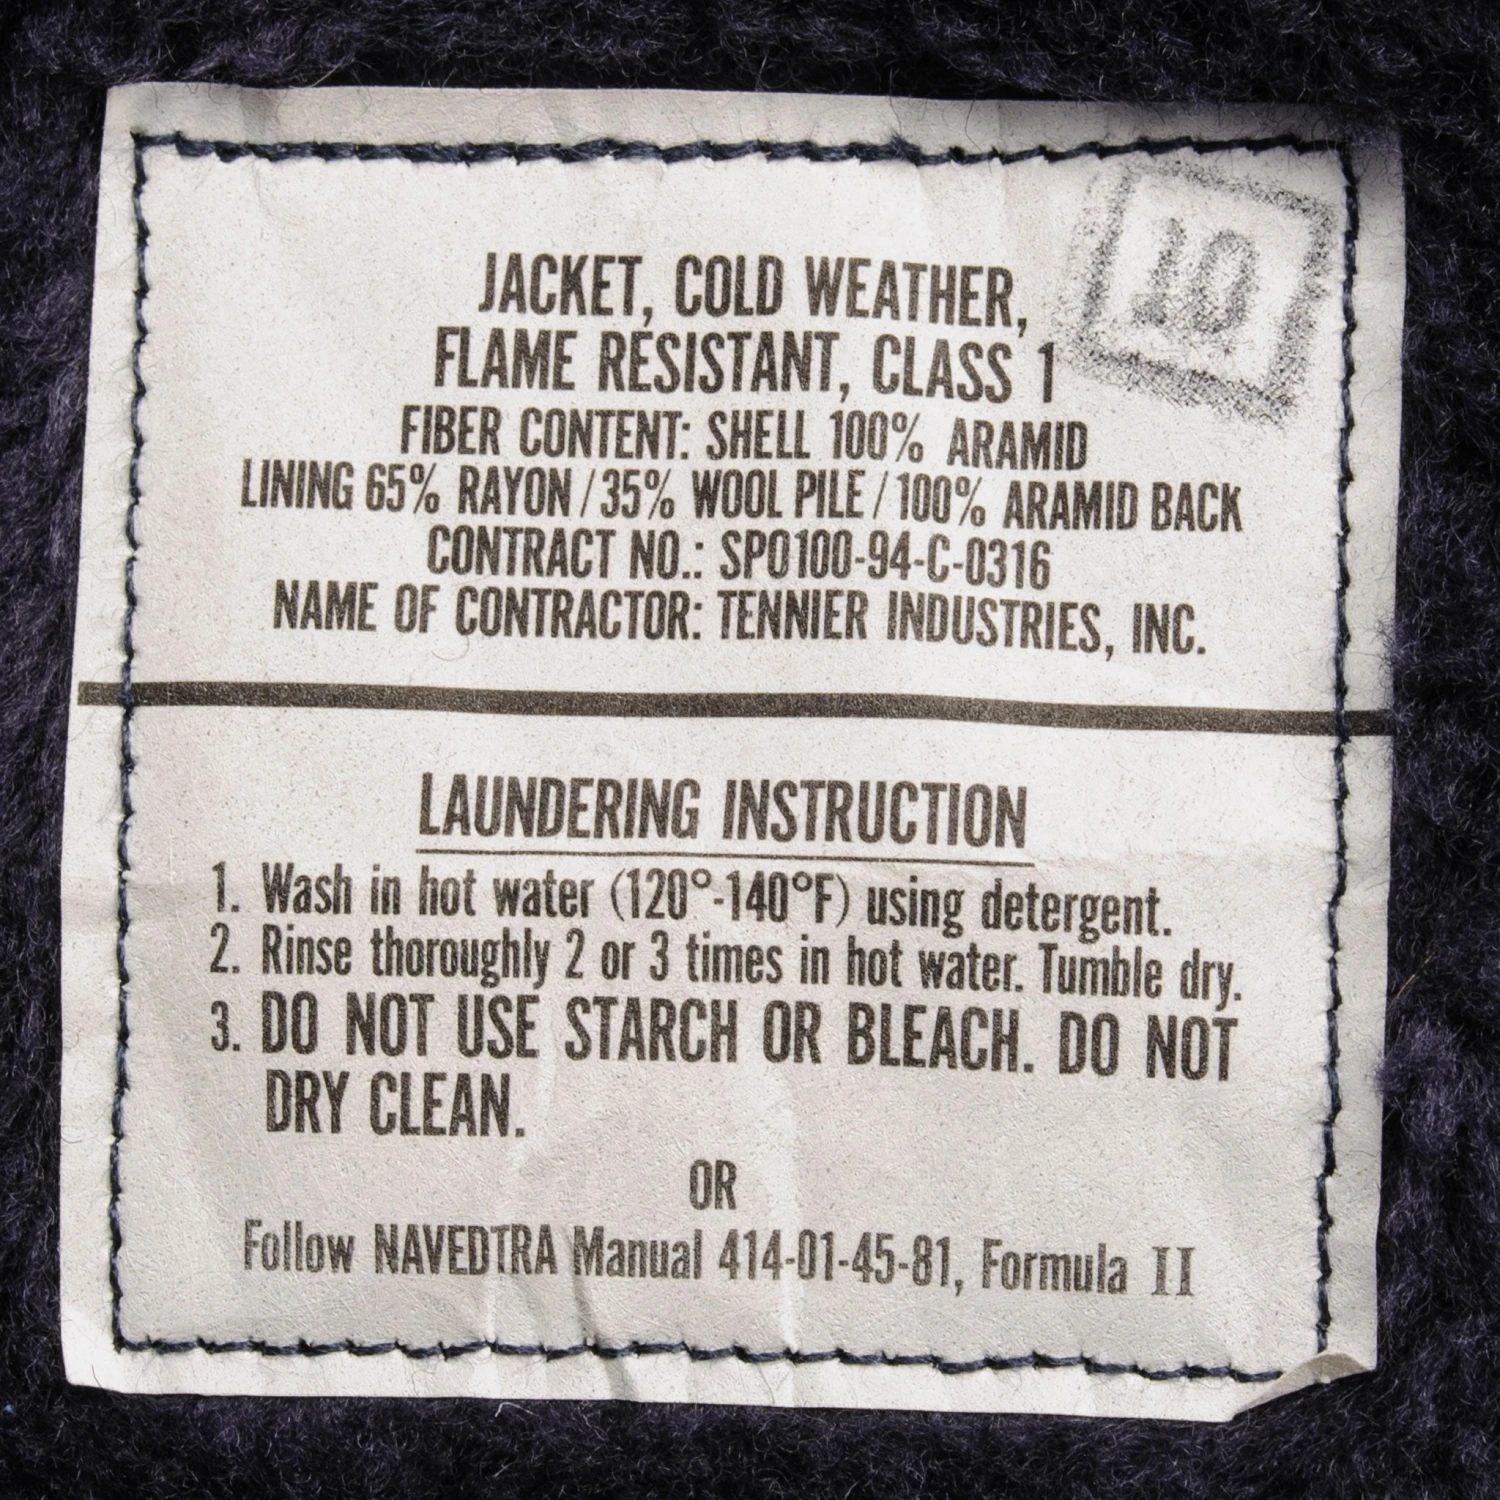 10
JACKET, COLD WEATHER,
FLAME RESISTANT, CLASS 1
FIBER CONTENT: SHELL 100% ARAMID
LINING 65% RAYON / 35% WOOL PILE / 100% ARAMID BACK
CONTRACT NO.: SPO100-94-C-0316
NAME OF CONTRACTOR: TENNIER INDUSTRIES, INC.
LAUNDERING INSTRUCTION
1. Wash in hot water (120°-140°F) using detergent.
2. Rinse thoroughly 2 or 3 times in hot water. Tumble dry.
3. DO NOT USE STARCH OR BLEACH. DO NOT
DRY CLEAN.
OR
Follow NAVEDTRA Manual 414-01-45-81, Formula II